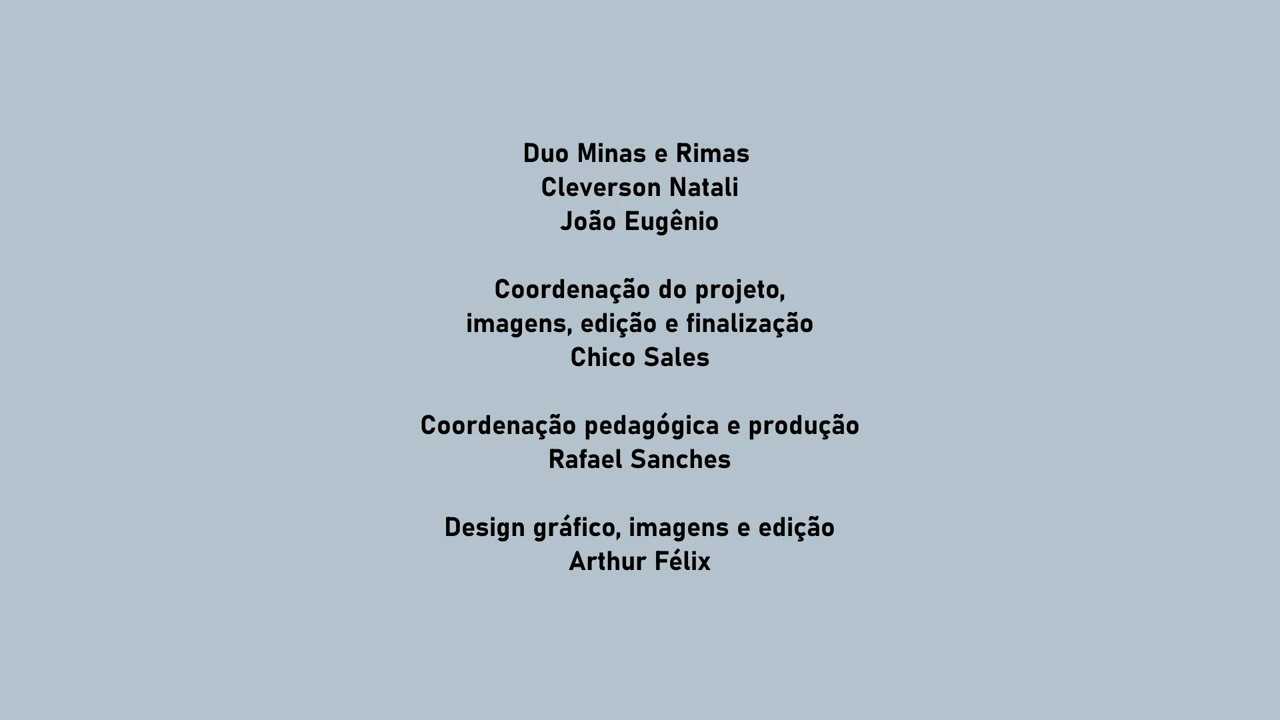 Duo Minas e Rimas
Cleverson Natali
João Eugênio
Coordenação do projeto,
imagens, edição e finalização
Chico Sales
Coordenação pedagógica e produção
Rafael Sanches
Design gráfico, imagens e edição
Arthur Félix